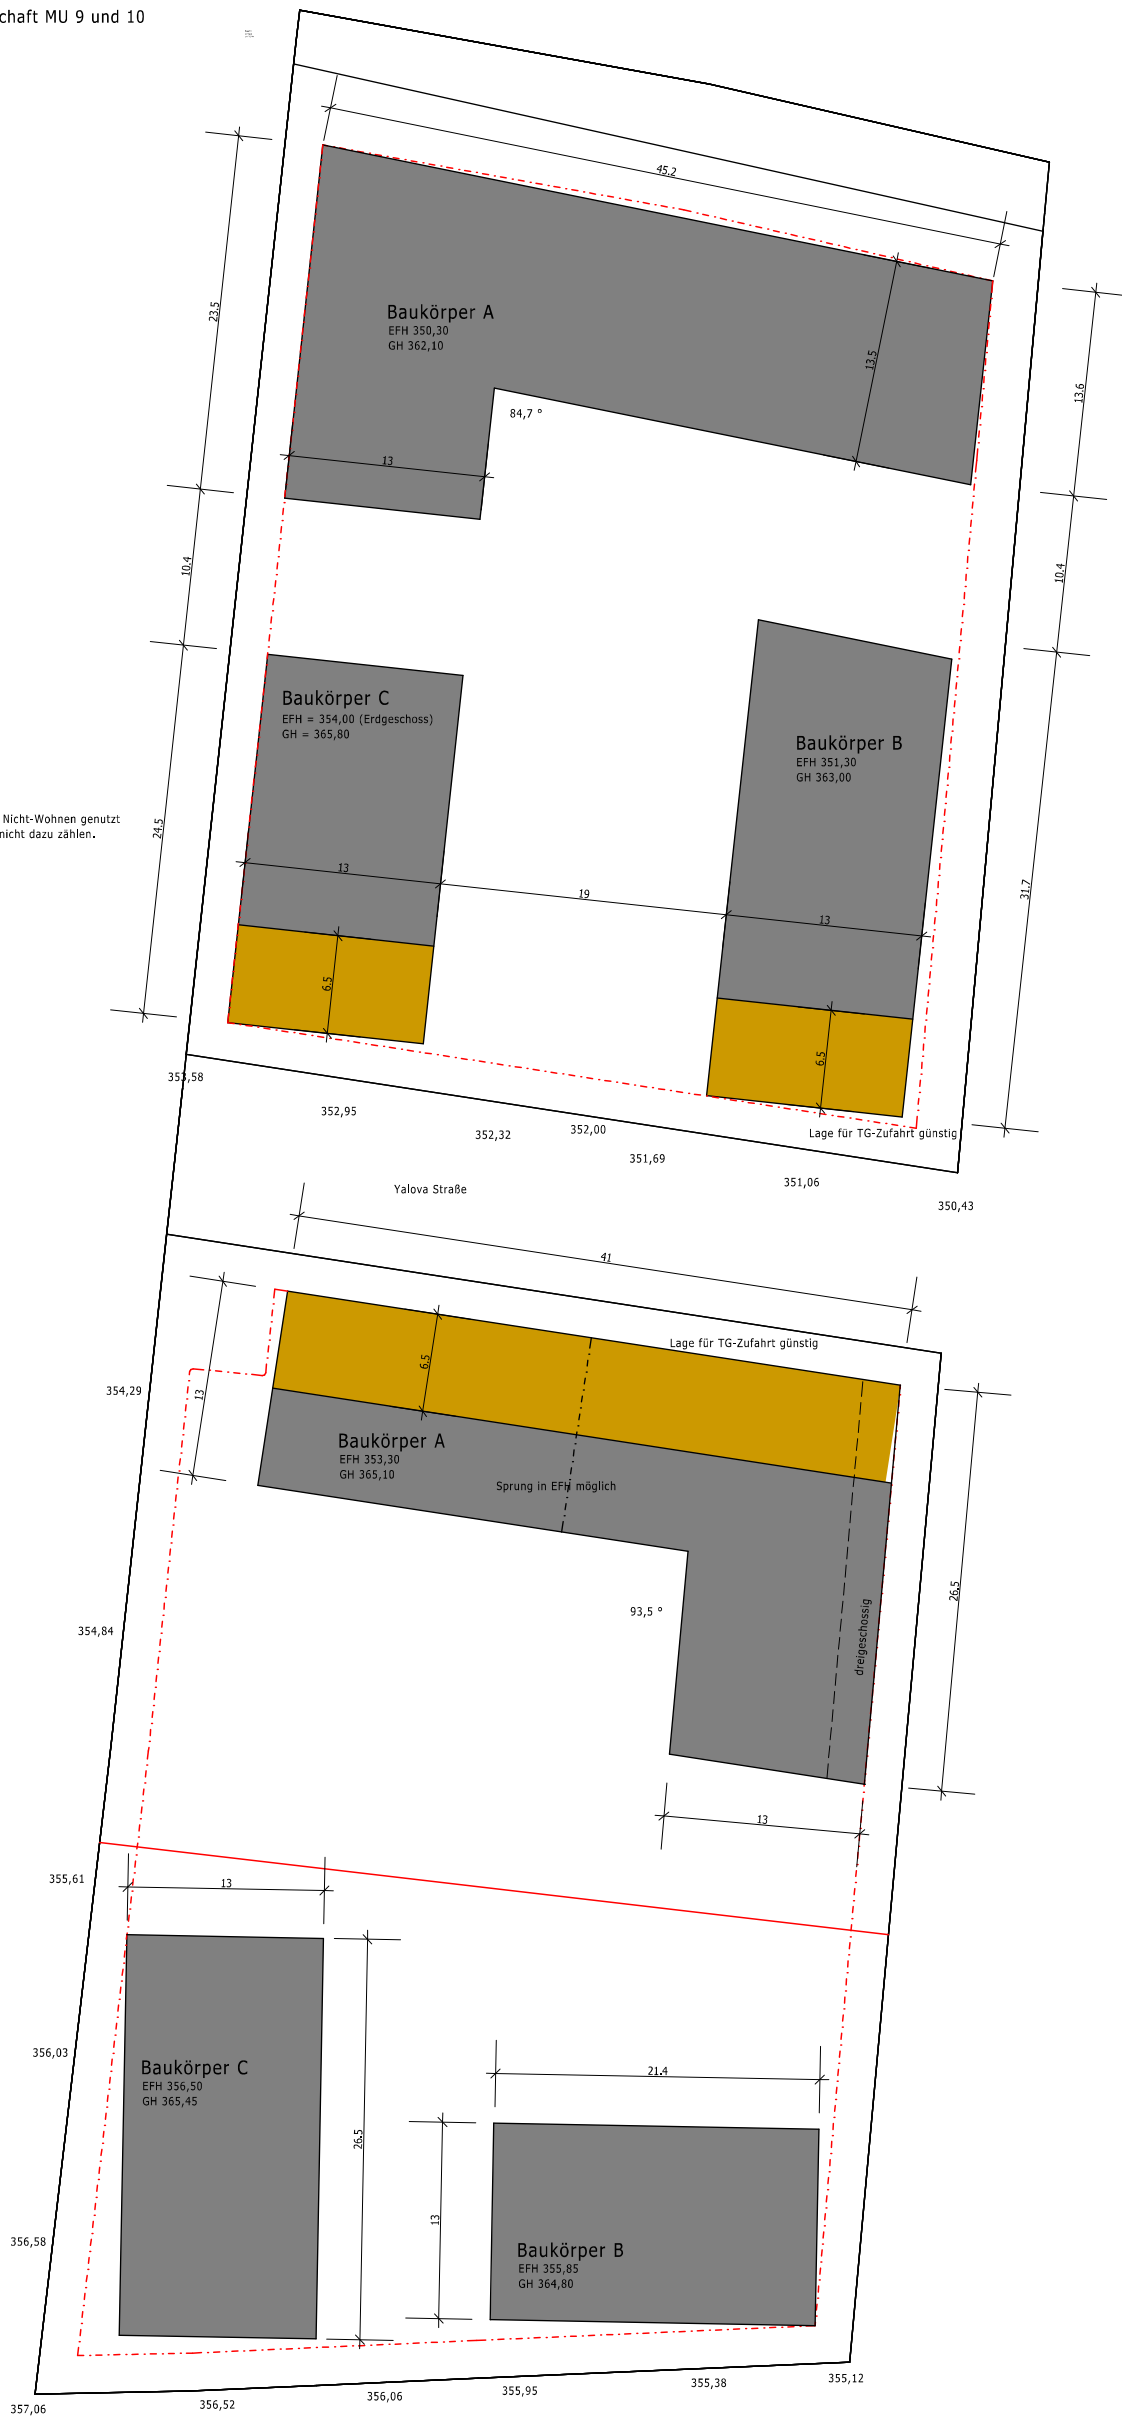 chaft MU 9 und 10
45.2
23.5
Baukörper A
EFH 350,30
GH 362,10
13.5
13.6
84,7 °
13
10.4
10.4
Baukörper C
EFH = 354,00 (Erdgeschoss)
GH = 365,80
Baukörper B
EFH 351,30
GH 363,00
Nicht-Wohnen genutzt
nicht dazu zählen.
24.5
13
19
13
31.7
6.5
6.5
353,58
352,95
352,32
352,00
351,69
Lage für TG-Zufahrt günstig
351,06
350,43
Yalova Straße
41
Lage für TG-Zufahrt günstig
6.5
13
354,29
Baukörper A
EFH 353,30
GH 365,10
Sprung in EFH möglich
26.5
93,5 °
dreigeschossig
354,84
13
355,61
13
356,03
Baukörper C
EFH 356,50
GH 365,45
26.5
21.4
13
Baukörper B
EFH 355,85
GH 364,80
356,58
357,06
356,52
356,06
355,95
355,38
355,12